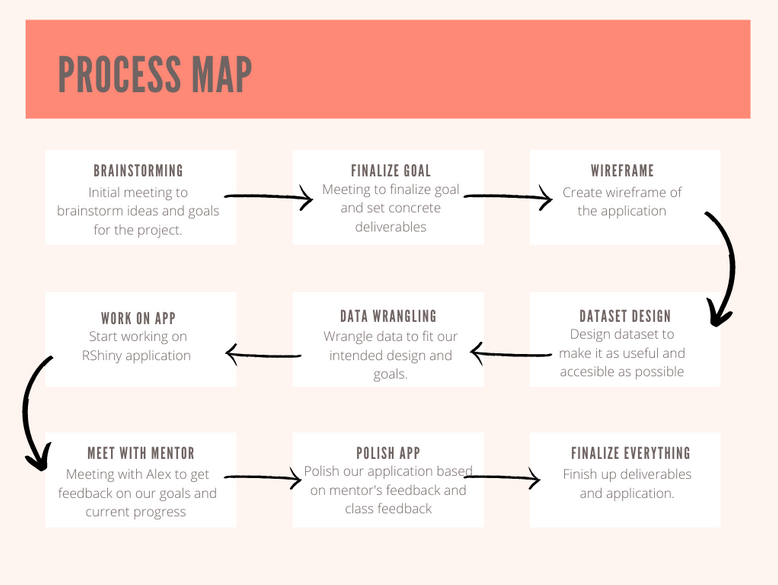 PROCESS MAP
BRAINSTORMING
Initial meeting to
brainstorm ideas and goals
for the project.
FINALIZE GOAL
Meeting to finalize goal
and set concrete
deliverables
WIREFRAME
Create wireframe of
the application
DATASET DESIGN
Design dataset to
make it as useful and
accesible as possible
DATA WRANGLING
Wrangle data to fit our
intended design and
goals.
WORK ON APP
Start working on
RShiny application
MEET WITH MENTOR
Meeting with Alex to get
feedback on our goals and
current progress
POLISH APP
Polish our application based
on mentor's feedback and
class feedback
FINALIZE EVERYTHING
Finish up deliverables
and application.